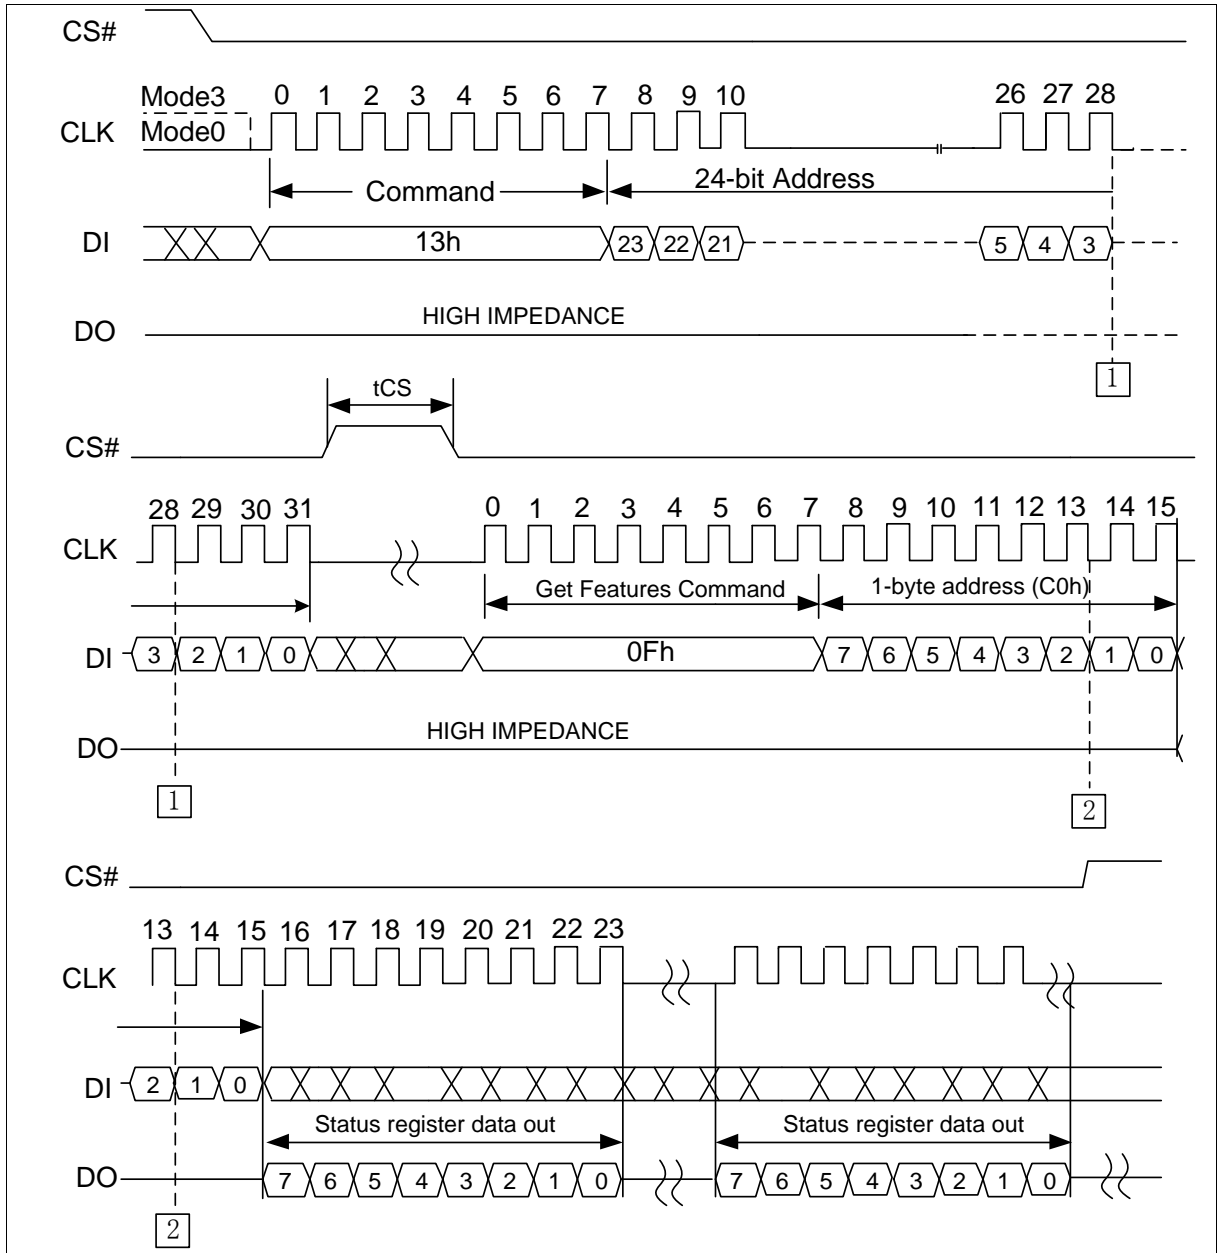 CS#
Mode3 0 1 2 3 4 5 6 7 8 9 10 26 27 28
CLK Mode0
Command 24-bit Address
DI 13h 23 22 21 5 4 3
HIGH IMPEDANCE
DO
1
tCS
CS#
28 29 30 31 0 1 2 3 4 5 6 7 8 9 10 11 12 13 14 15
CLK
Get Features Command 1-byte address (C0h)
DI 3 2 1 0 0Fh 7 6 5 4 3 2 1 0
HIGH IMPEDANCE
DO
1 2
CS#
13 14 15 16 17 18 19 20 21 22 23
CLK
DI 2 1 0
Status register data out Status register data out
DO 7 6 5 4 3 2 1 0 7 6 5 4 3 2 1 0
2